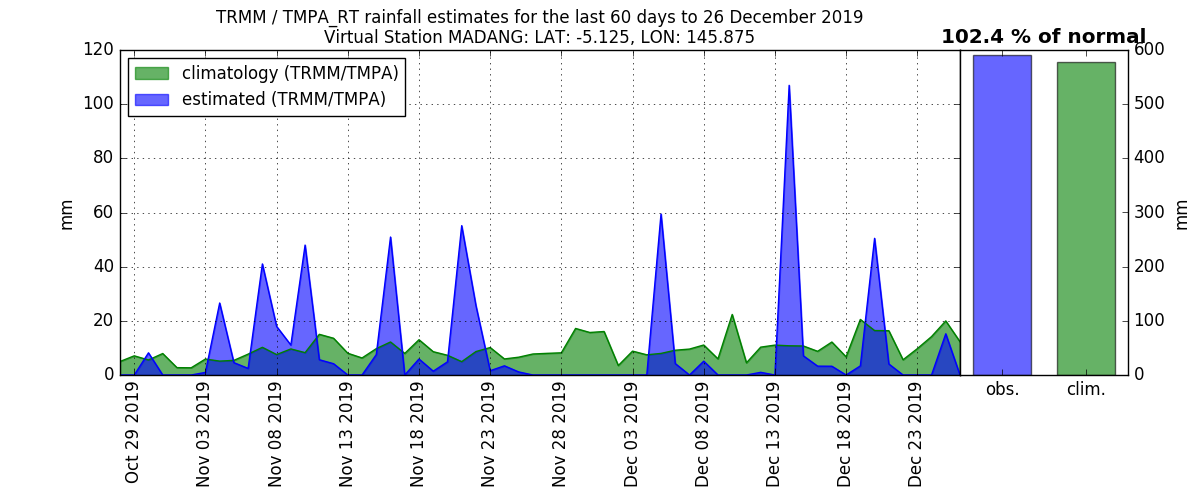 TRMM / TMPA_RT rainfall estimates for the last 60 days to 26 December 2019
Virtual Station MADANG: LAT: -5.125, LON: 145.875
102.4 % of normal
climatology (TRMM/TMPA)
estimated (TRMM/TMPA)
120
100
80
60
40
20
0
mm
600
500
400
300
200
100
0
mm
Oct 29 2019
Nov 03 2019
Nov 08 2019
Nov 13 2019
Nov 18 2019
Nov 23 2019
Nov 28 2019
Dec 03 2019
Dec 08 2019
Dec 13 2019
Dec 18 2019
Dec 23 2019
obs.
clim.